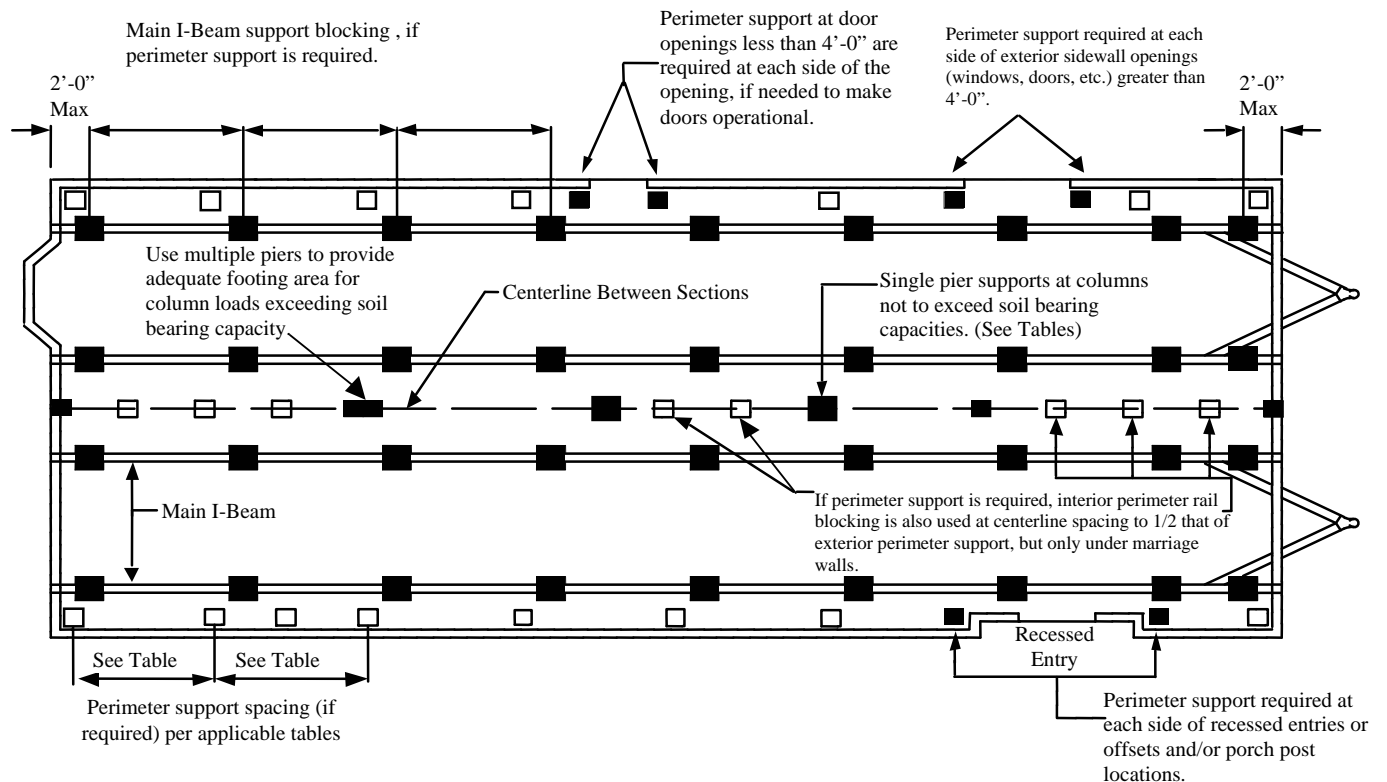 Main I-Beam support blocking , if
perimeter support is required.
Perimeter support at door
openings less than 4’-0” are
required at each side of the
opening, if needed to make
doors operational.
Perimeter support required at each
side of exterior sidewall openings
(windows, doors, etc.) greater than
4’-0”.
2’-0”
Max
2’-0”
Max
Use multiple piers to provide
adequate footing area for
column loads exceeding soil
bearing capacity
Centerline Between Sections
Single pier supports at columns
not to exceed soil bearing
capacities. (See Tables)
Main I-Beam
If perimeter support is required, interior perimeter rail
blocking is also used at centerline spacing to 1/2 that of
exterior perimeter support, but only under marriage
walls.
Recessed
Entry
See Table
See Table
Perimeter support spacing (if
required) per applicable tables
Perimeter support required at
each side of recessed entries or
offsets and/or porch post
locations.